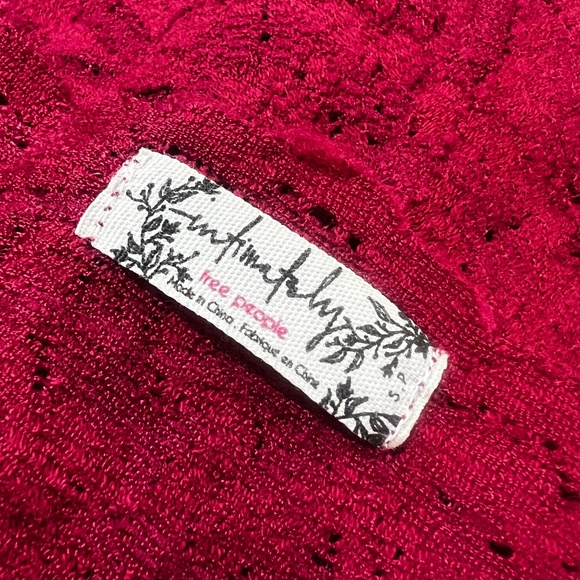 intimately
free people
Made in China . Fabriqué en Chine
S P